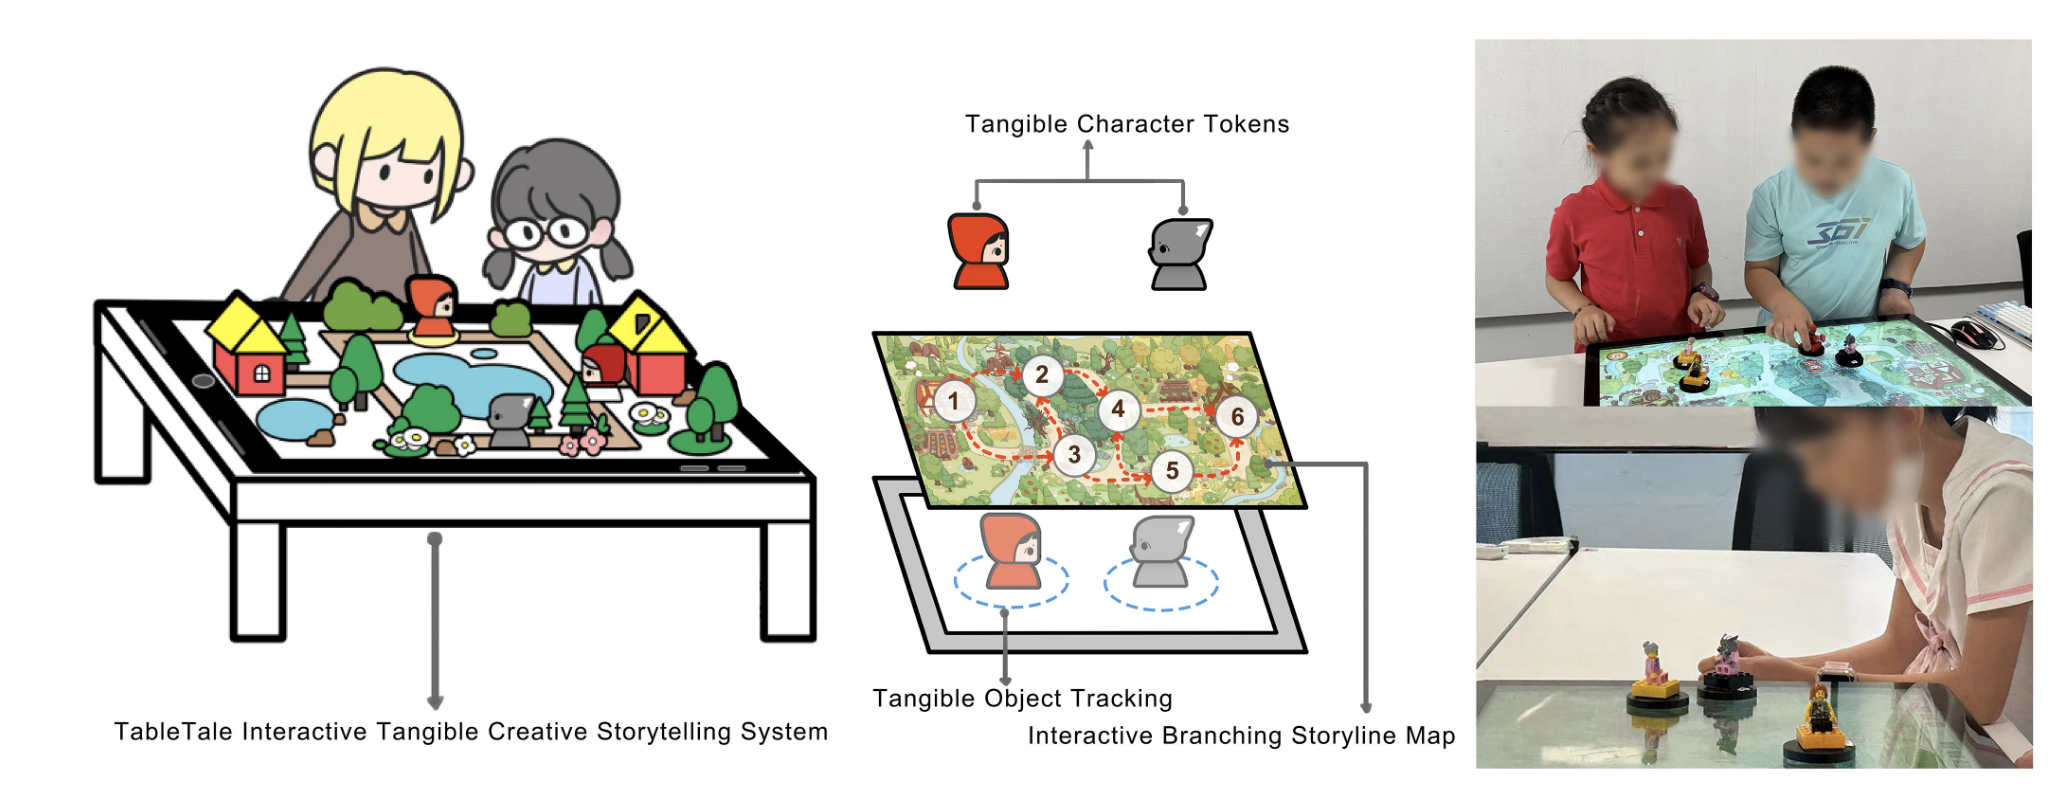 Tangible Character Tokens
1
2
3
4
5
6
Tangible Object Tracking
Interactive Branching Storyline Map
TableTale Interactive Tangible Creative Storytelling System
361